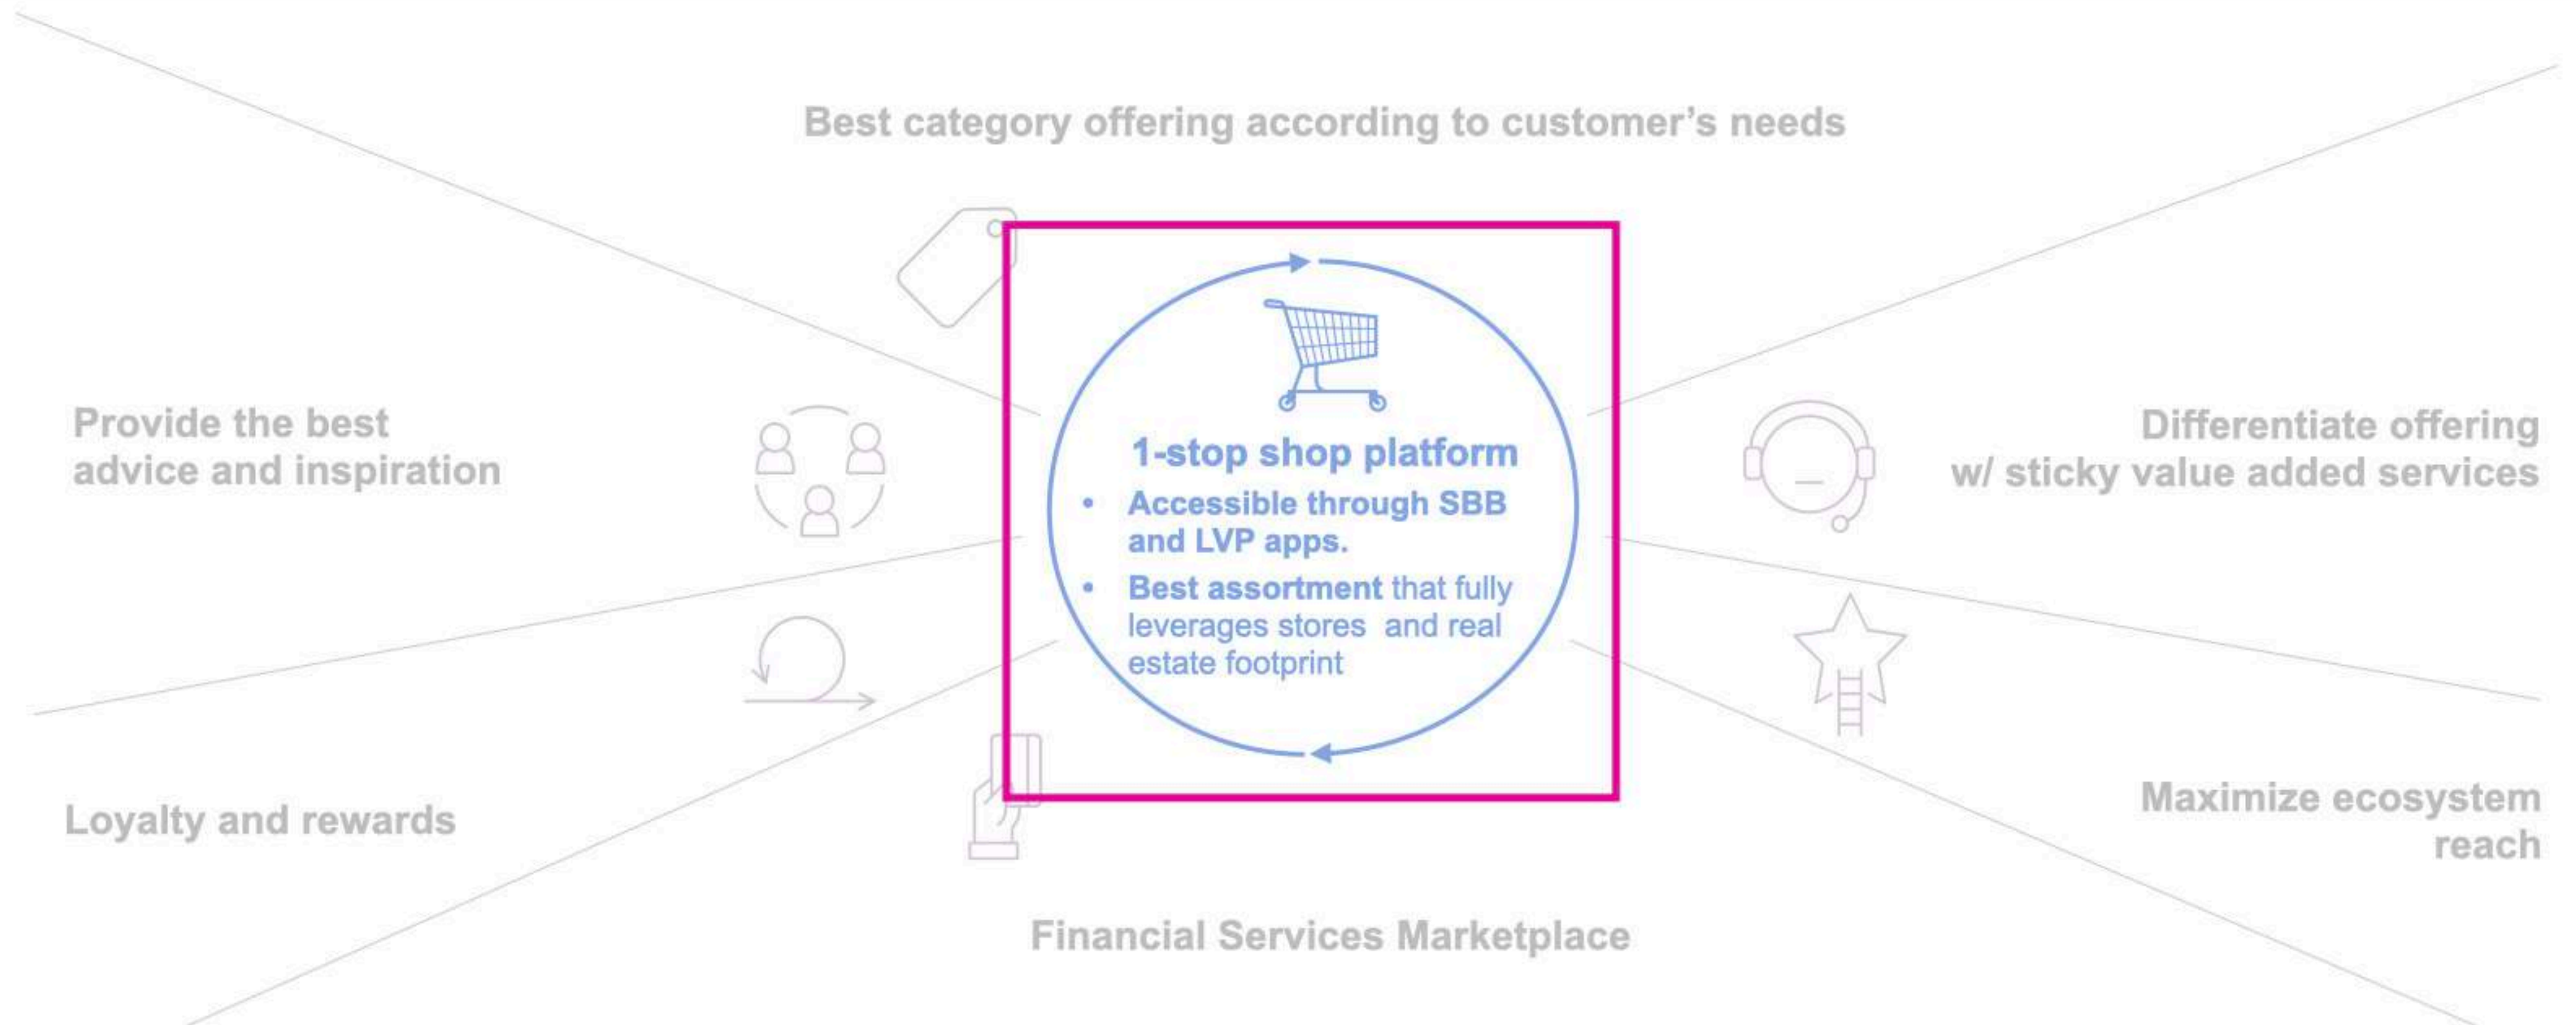 Best category offering according to customer's needs
Provide the best
advice and inspiration
1-stop shop platform
• Accessible through SBB
and LVP apps.
• Best assortment that fully
leverages stores and real
estate footprint
Differentiate offering
w/ sticky value added services
Loyalty and rewards
Maximize ecosystem
reach
Financial Services Marketplace